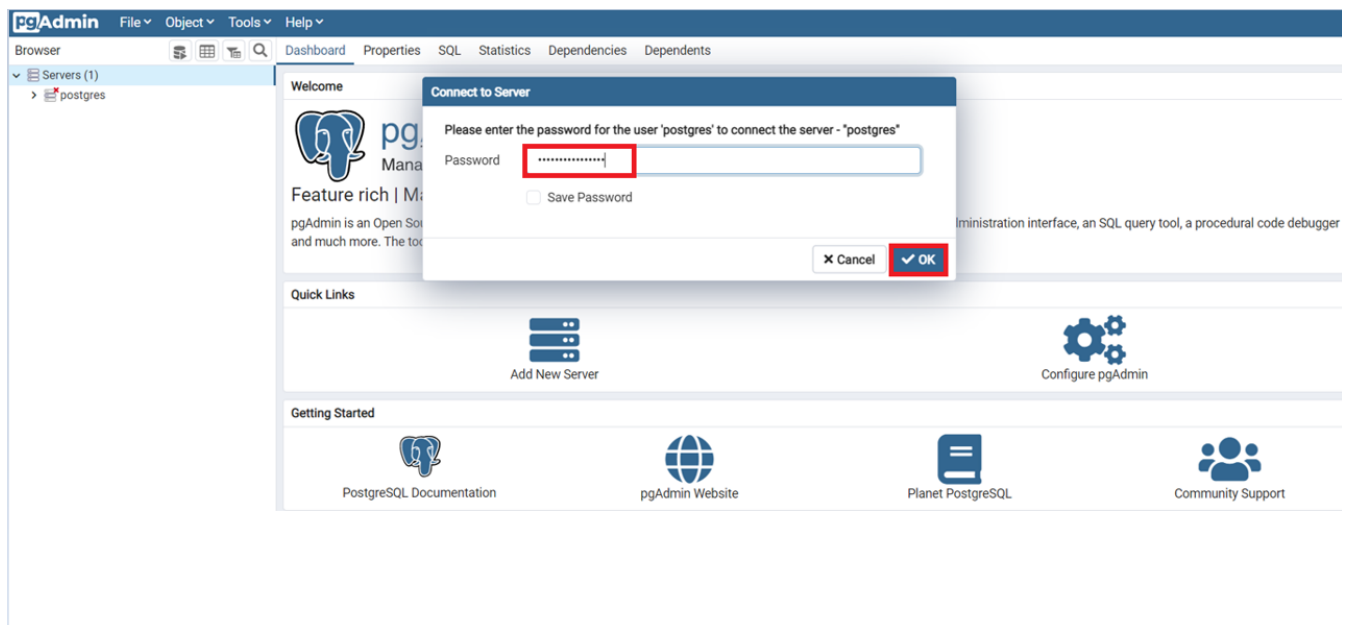 pgAdmin File Object Tools Help
Browser Dashboard Properties SQL Statistics Dependencies Dependents
Servers (1)
postgres
Welcome
Connect to Server
Please enter the password for the user 'postgres' to connect the server - "postgres"
Password ••••••••••••••••
Save Password
Cancel OK
pg
Mana
Feature rich | Ma
pgAdmin is an Open Sou ministration interface, an SQL query tool, a procedural code debugger
and much more. The too
Quick Links
Add New Server Configure pgAdmin
Getting Started
PostgreSQL Documentation pgAdmin Website Planet PostgreSQL Community Support